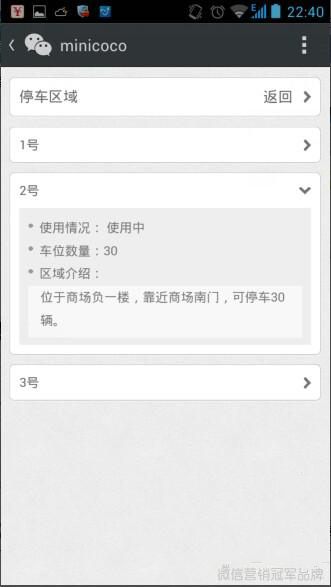 22:40
minicoco
停车区域 返回
1号
2号
使用情况： 使用中
车位数量：30
区域介绍：
位于商场负一楼，靠近商场南门，可停车30
辆。
3号
微信营销冠军品牌